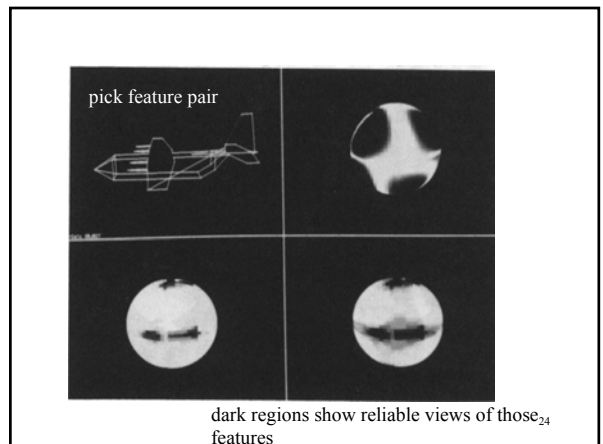 pick feature pair
dark regions show reliable views of those 24
features